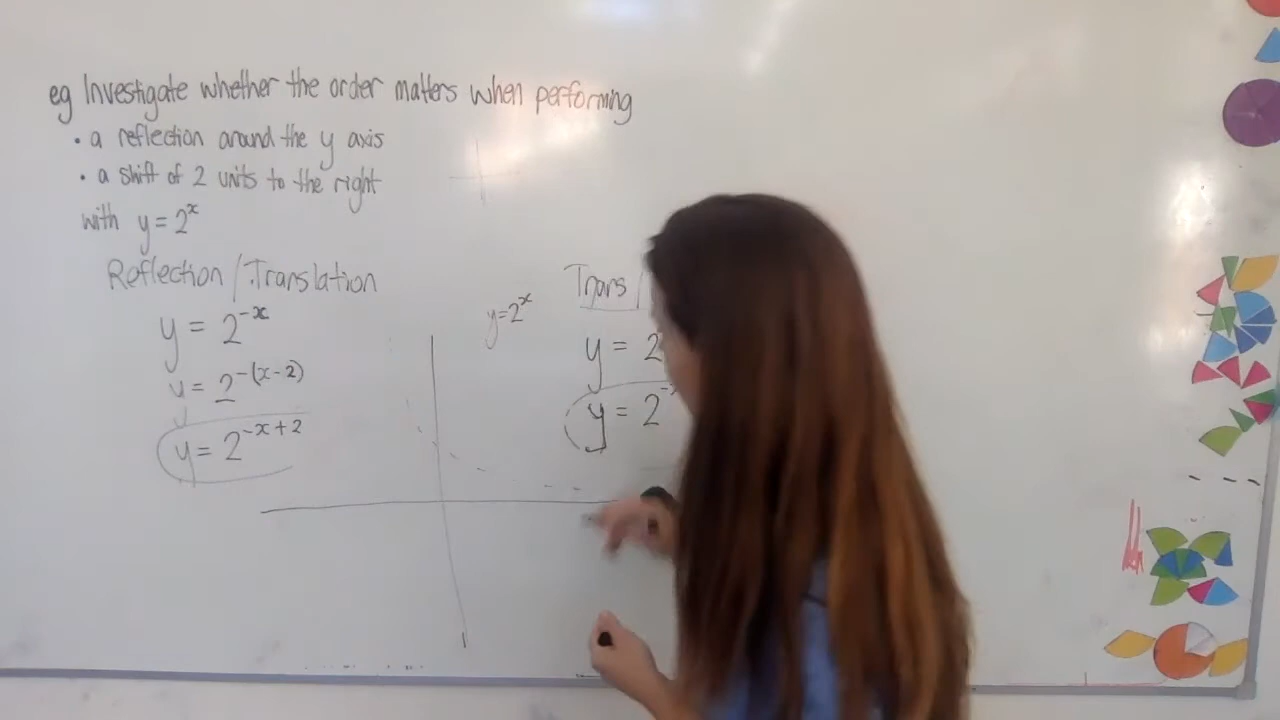 eg Investigate whether the order matters when performing
• a reflection around the y axis
• a shift of 2 units to the right
with y = 2^x
Reflection / Translation
y = 2^-x
y = 2^-(x-2)
y = 2^-x+2
y=2^x
Trans /
y = 2
y = 2^-